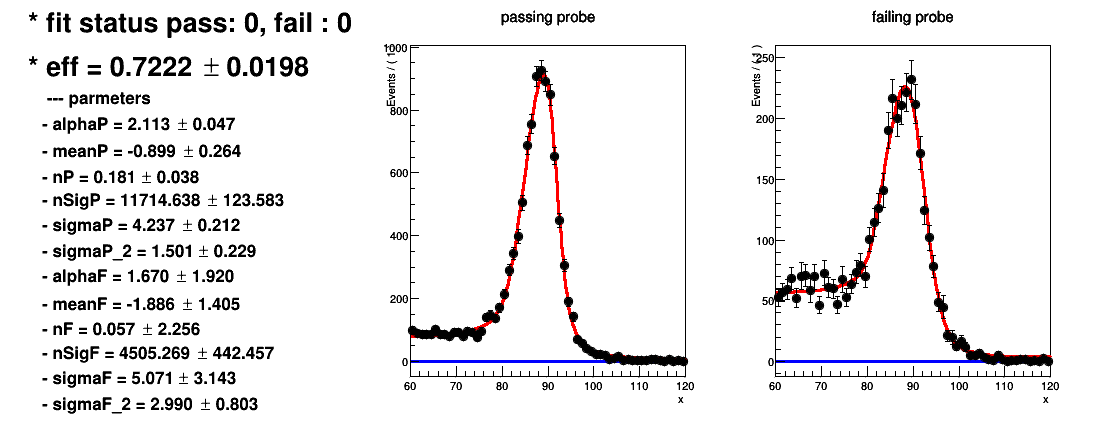 * fit status pass: 0, fail : 0
* eff = 0.7222 ± 0.0198
--- parmeters
- alphaP = 2.113 ± 0.047
- meanP = -0.899 ± 0.264
- nP = 0.181 ± 0.038
- nSigP = 11714.638 ± 123.583
- sigmaP = 4.237 ± 0.212
- sigmaP_2 = 1.501 ± 0.229
- alphaF = 1.670 ± 1.920
- meanF = -1.886 ± 1.405
- nF = 0.057 ± 2.256
- nSigF = 4505.269 ± 442.457
- sigmaF = 5.071 ± 3.143
- sigmaF_2 = 2.990 ± 0.803
passing probe
Events / ( 1 )
1000
800
600
400
200
0
60 70 80 90 100 110 120
x
failing probe
Events / ( 1 )
250
200
150
100
50
0
60 70 80 90 100 110 120
x